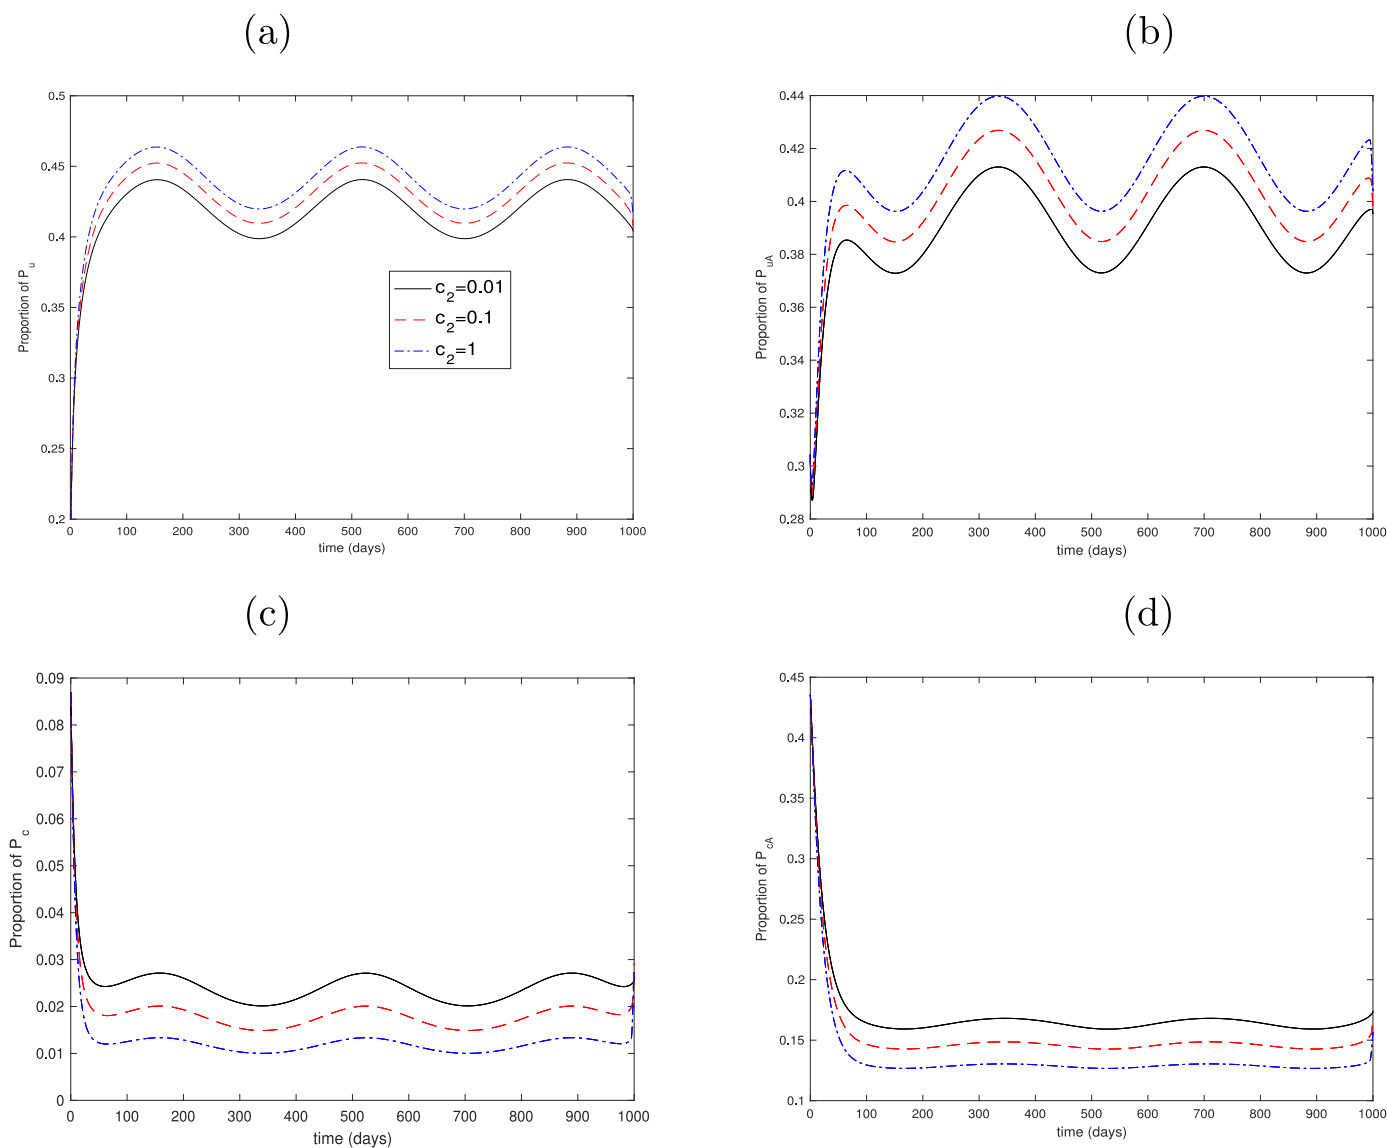 (a)
0.5
0.45
0.4
0.35
0.3
0.25
0.2
Proportion of P_u
0 100 200 300 400 500 600 700 800 900 1000
time (days)
c_2=0.01
c_2=0.1
c_2=1
(b)
0.44
0.42
0.4
0.38
0.36
0.34
0.32
0.3
0.28
Proportion of P_uA
0 100 200 300 400 500 600 700 800 900 1000
time (days)
(c)
0.09
0.08
0.07
0.06
0.05
0.04
0.03
0.02
0.01
0
Proportion of P_c
0 100 200 300 400 500 600 700 800 900 1000
time (days)
(d)
0.45
0.4
0.35
0.3
0.25
0.2
0.15
0.1
Proportion of P_cA
0 100 200 300 400 500 600 700 800 900 1000
time (days)